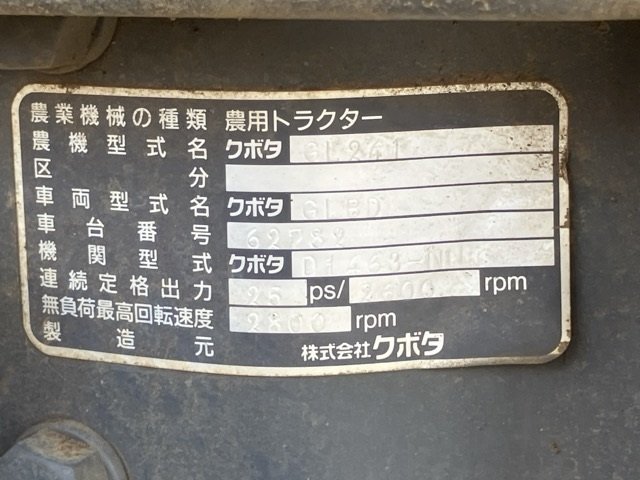 農業機械の種類 農用トラクター
農機型式名 クボタ GL241
区分
車両型式名 クボタ
車台番号 62788
機関型式 クボタ
連続定格出力 ps/ 2600 rpm
無負荷最高回転速度 2800 rpm
製造元 株式会社クボタ